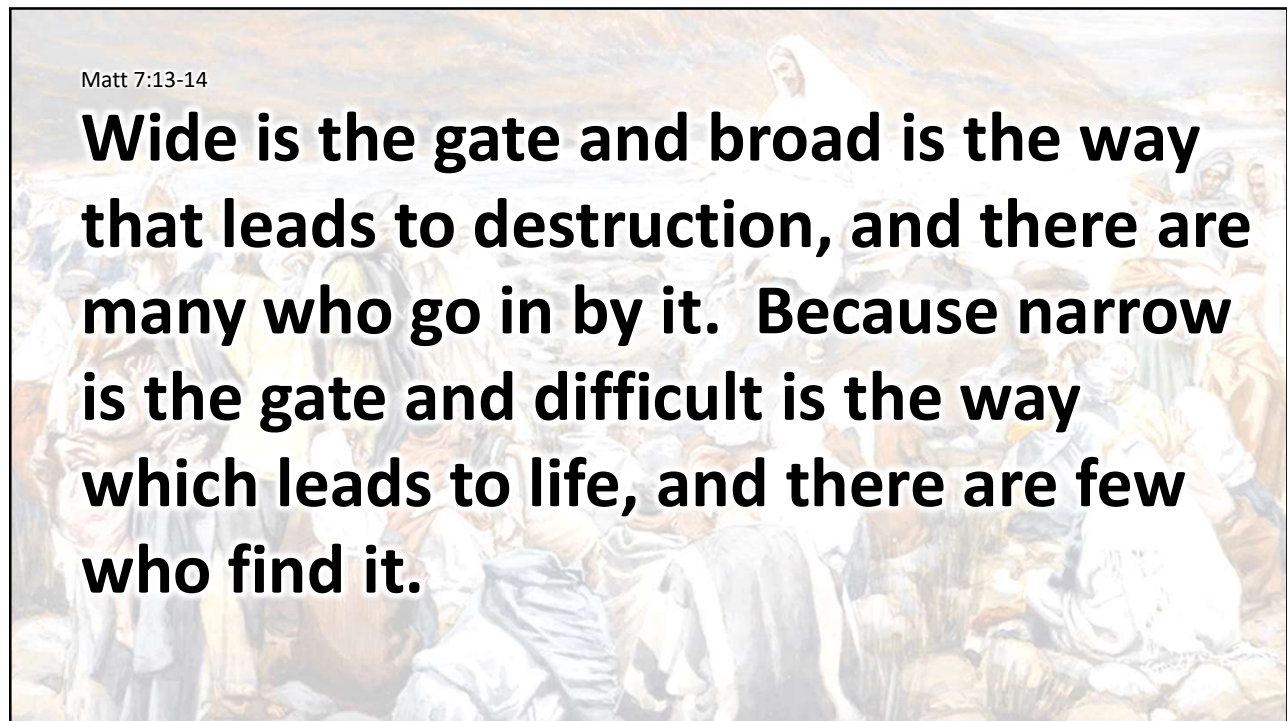 Matt 7:13-14
Wide is the gate and broad is the way
that leads to destruction, and there are
many who go in by it.  Because narrow
is the gate and difficult is the way
which leads to life, and there are few
who find it.